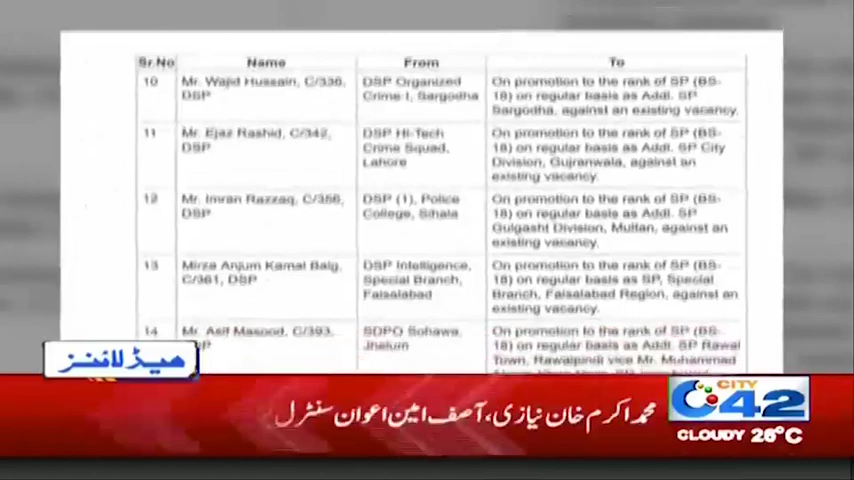 Sr.No Name From To
10 Mr. Wajid Hussain, C/336, DSP Organized On promotion to the rank of SP (BS-
DSP Crime-I, Sargodha 18) on regular basis as Addl. SP
Sargodha, against an existing vacancy.
11 Mr. Ejaz Rashid, C/342, DSP Hi-Tech On promotion to the rank of SP (BS-
DSP Crime Squad, 18) on regular basis as Addl. SP City
Lahore Division, Gujranwala, against an
existing vacancy.
12 Mr. Imran Razzaq, C/356, DSP (1), Police On promotion to the rank of SP (BS-
DSP College, Sihala 18) on regular basis as Addl. SP
Gulgasht Division, Multan, against an
existing vacancy.
13 Mirza Anjum Kamal Baig, DSP Intelligence, On promotion to the rank of SP (BS-
C/361, DSP Special Branch, 18) on regular basis as SP, Special
Faisalabad Branch, Faisalabad Region, against an
existing vacancy.
14 Mr. Asif Masood, C/393, SDPO Sohawa, On promotion to the rank of SP (BS-
Jhelum 18) on regular basis as Addl. SP Rawal
Town, Rawalpindi vice Mr. Muhammad
ہیڈلائنز
محمد اکرم خان نیازی، آصف امین اعوان سنٹرل
CITY
42
CLOUDY 26°C